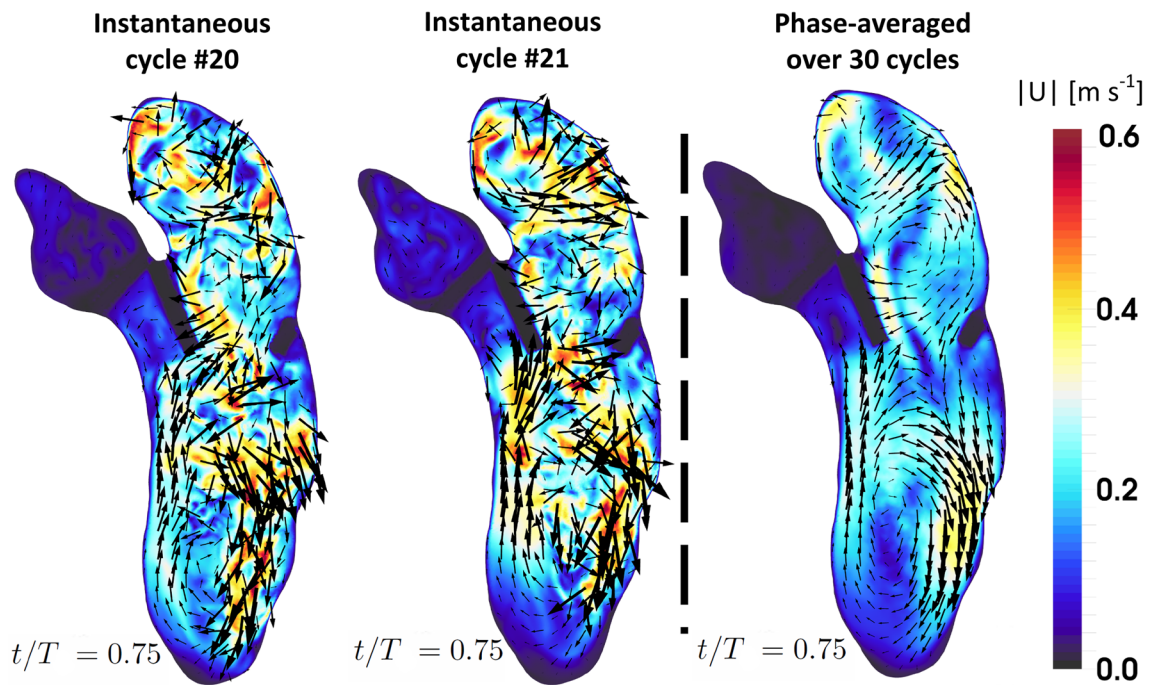 Instantaneous
cycle #20
Instantaneous
cycle #21
Phase-averaged
over 30 cycles
|U| [m s⁻¹]
0.6
0.4
0.2
0.0
t/T = 0.75
t/T = 0.75
t/T = 0.75